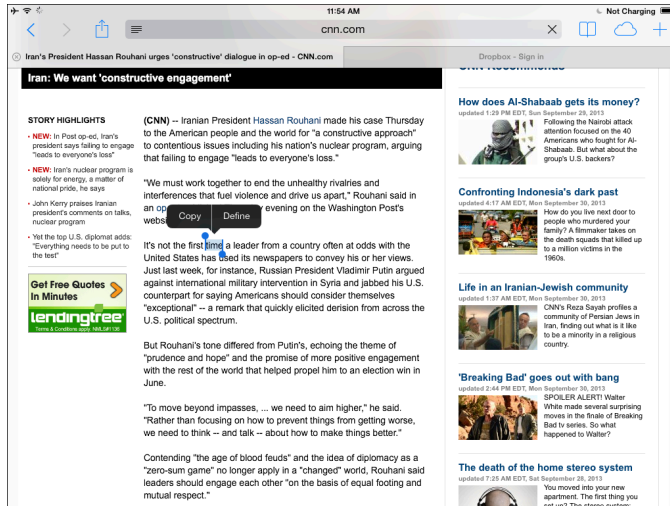 11:54 AM
Not Charging
cnn.com
Iran's President Hassan Rouhani urges 'constructive' dialogue in op-ed - CNN.com
Dropbox - Sign in
Iran: We want 'constructive engagement'
STORY HIGHLIGHTS
NEW: In Post op-ed, Iran's
president says failing to engage
"leads to everyone's loss"
NEW: Iran's nuclear program is
solely for energy, a matter of
national pride, he says
John Kerry praises Iranian
president's comments on talks,
nuclear program
Yet the top U.S. diplomat adds:
"Everything needs to be put to
the test"
Get Free Quotes
In Minutes
lendingtree
Terms & Conditions apply. NMLS#1136
(CNN) -- Iranian President Hassan Rouhani made his case Thursday
to the American people and the world for "a constructive approach"
to contentious issues including his nation's nuclear program, arguing
that failing to engage "leads to everyone's loss."
"We must work together to end the unhealthy rivalries and
interferences that fuel violence and drive us apart," Rouhani said in
an op
Copy
Define
evening on the Washington Post's
websi
It's not the first time a leader from a country often at odds with the
United States has used its newspapers to convey his or her views.
Just last week, for instance, Russian President Vladimir Putin argued
against international military intervention in Syria and jabbed his U.S.
counterpart for saying Americans should consider themselves
"exceptional" -- a remark that quickly elicited derision from across the
U.S. political spectrum.
But Rouhani's tone differed from Putin's, echoing the theme of
"prudence and hope" and the promise of more positive engagement
with the rest of the world that helped propel him to an election win in
June.
"To move beyond impasses, ... we need to aim higher," he said.
"Rather than focusing on how to prevent things from getting worse,
we need to think -- and talk -- about how to make things better."
Contending "the age of blood feuds" and the idea of diplomacy as a
"zero-sum game" no longer apply in a "changed" world, Rouhani said
leaders should engage each other "on the basis of equal footing and
mutual respect."
CNN Recommends
How does Al-Shabaab gets its money?
updated 1:29 PM EDT, Sun September 29, 2013
Following the Nairobi attack
attention focused on the 40
Americans who fought for Al-
Shabaab. But what about the
group's U.S. backers?
Confronting Indonesia's dark past
updated 4:17 AM EDT, Mon September 30, 2013
How do you live next door to
people who murdered your
family? A filmmaker takes on
the death squads that killed up
to a million victims in the
1960s.
Life in an Iranian-Jewish community
updated 1:37 AM EDT, Mon September 30, 2013
CNN's Reza Sayah profiles a
community of Persian Jews in
Iran, finding out what is it like
to be a minority in a religious
country.
'Breaking Bad' goes out with bang
updated 2:44 PM EDT, Mon September 30, 2013
SPOILER ALERT! Walter
White made several surprising
moves in the finale of Breaking
Bad tv series. So what
happened to Walter?
The death of the home stereo system
updated 7:25 AM EDT, Sat September 28, 2013
You moved into your new
apartment. The first thing you
set up? The stereo system: